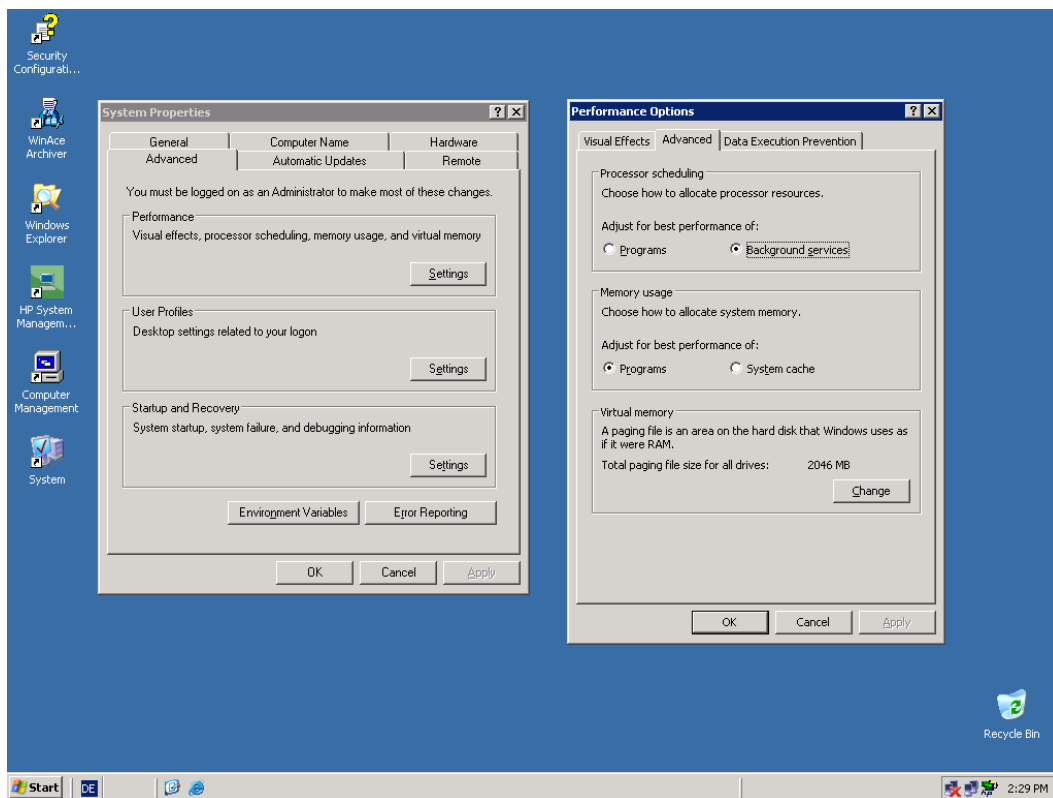 Security
Configurati...
WinAce
Archiver
Windows
Explorer
HP System
Managem...
Computer
Management
System
System Properties
General
Computer Name
Hardware
Advanced
Automatic Updates
Remote
You must be logged on as an Administrator to make most of these changes.
Performance
Visual effects, processor scheduling, memory usage, and virtual memory
Settings
User Profiles
Desktop settings related to your logon
Settings
Startup and Recovery
System startup, system failure, and debugging information
Settings
Environment Variables
Error Reporting
OK
Cancel
Apply
Performance Options
Visual Effects
Advanced
Data Execution Prevention
Processor scheduling
Choose how to allocate processor resources.
Adjust for best performance of:
Programs
Background services
Memory usage
Choose how to allocate system memory.
Adjust for best performance of:
Programs
System cache
Virtual memory
A paging file is an area on the hard disk that Windows uses as
if it were RAM.
Total paging file size for all drives: 2046 MB
Change
OK
Cancel
Apply
Recycle Bin
Start
DE
2:29 PM